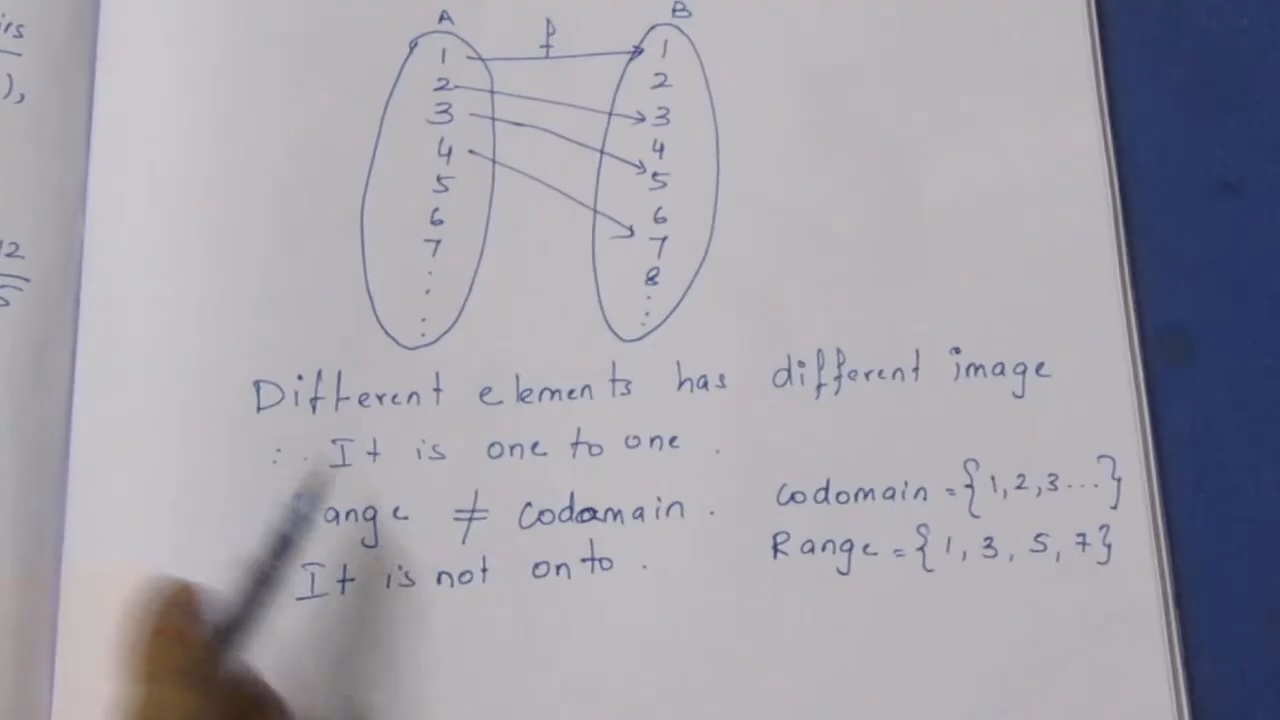 A B
f
1 1
2 2
3 3
4 4
5 5
6 6
7 7
8
Different elements has different image
∴ It is one to one .
ange ≠ codomain .
It is not onto .
codomain = {1,2,3...}
Range = {1, 3, 5, 7}